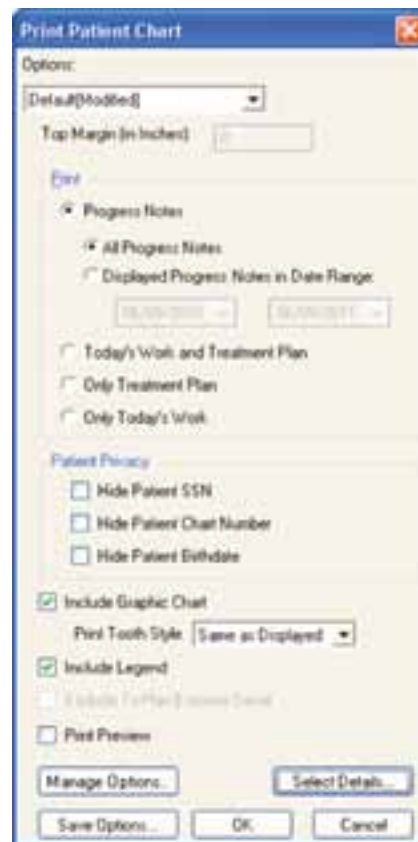 Print Patient Chart
Options:
Default[Modified]
Top Margin (in Inches)
Print
Progress Notes
All Progress Notes
Displayed Progress Notes in Date Range:
Today's Work and Treatment Plan
Only Treatment Plan
Only Today's Work
Patient Privacy
Hide Patient SSN
Hide Patient Chart Number
Hide Patient Birthdate
Include Graphic Chart
Print Tooth Style Same as Displayed
Include Legend
Print Preview
Manage Options... Select Details...
Save Options... OK Cancel